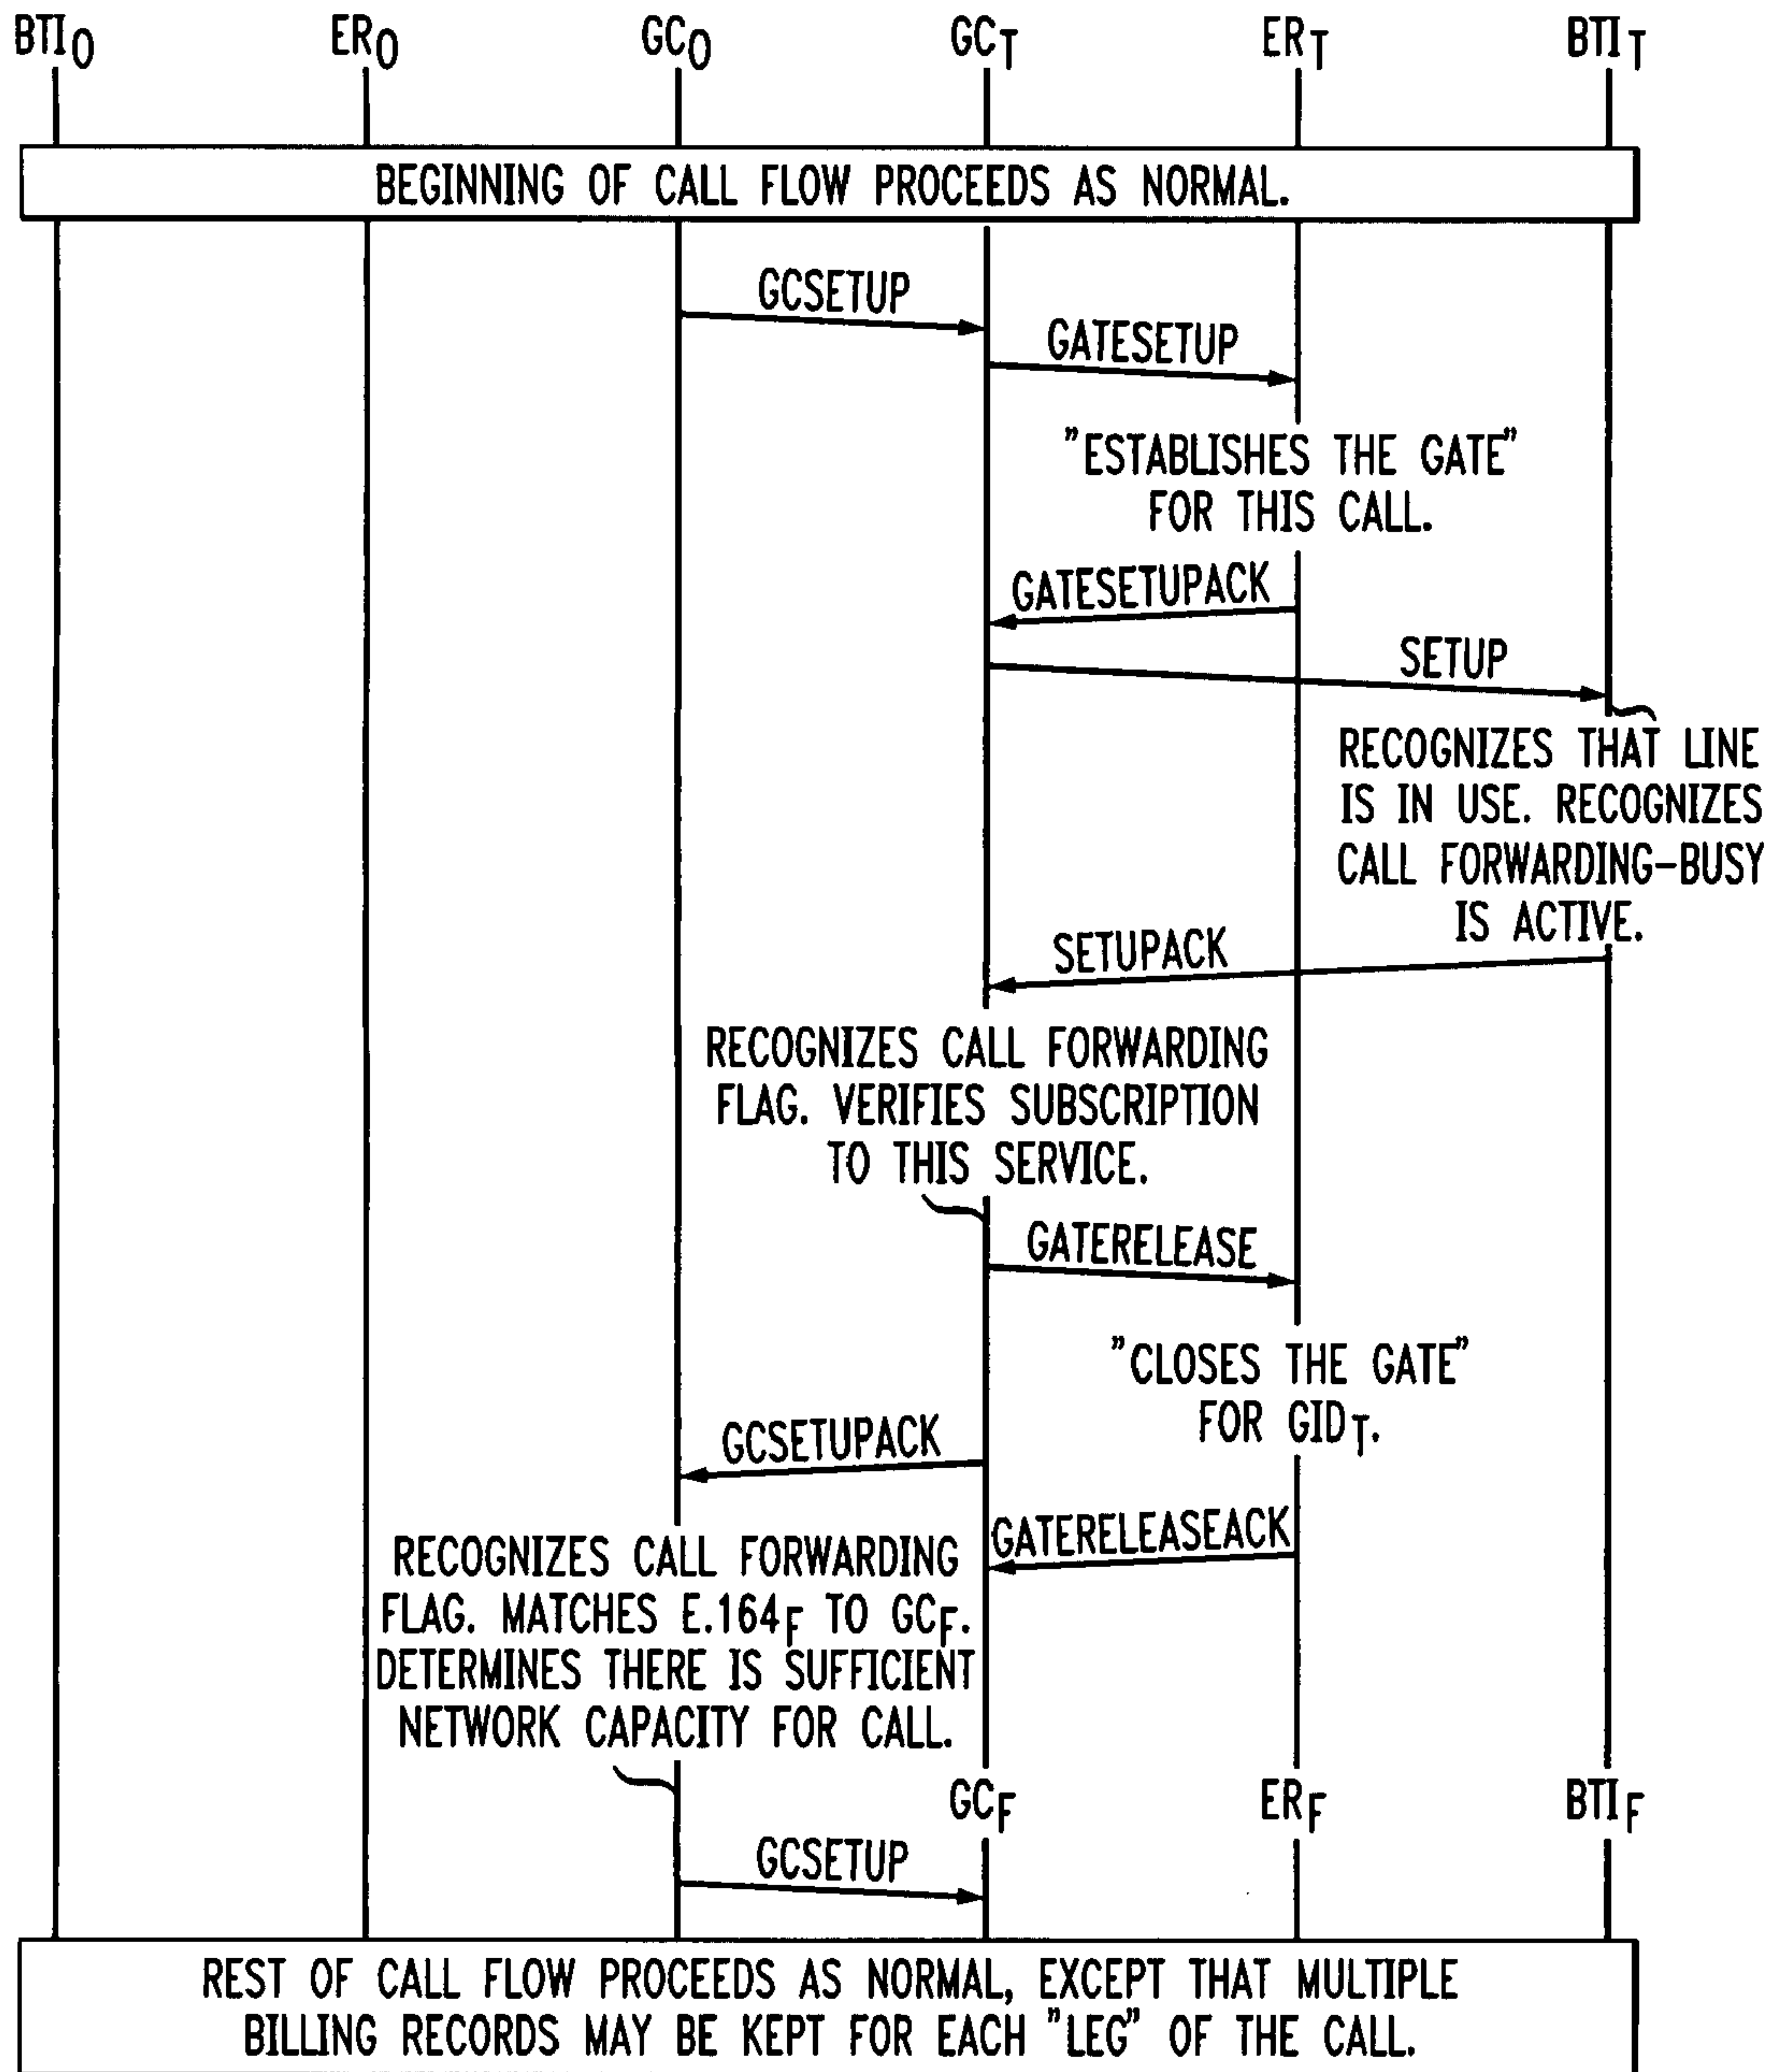 BTIO ERO GCO GCT ERT BTIT
BEGINNING OF CALL FLOW PROCEEDS AS NORMAL.
GCSETUP
GATESETUP
"ESTABLISHES THE GATE"
FOR THIS CALL.
GATESETUPACK
SETUP
RECOGNIZES THAT LINE
IS IN USE. RECOGNIZES
CALL FORWARDING-BUSY
IS ACTIVE.
SETUPACK
RECOGNIZES CALL FORWARDING
FLAG. VERIFIES SUBSCRIPTION
TO THIS SERVICE.
GATERELEASE
"CLOSES THE GATE"
FOR GIDT.
GCSETUPACK
GATERELEASEACK
RECOGNIZES CALL FORWARDING
FLAG. MATCHES E.164F TO GCF.
DETERMINES THERE IS SUFFICIENT
NETWORK CAPACITY FOR CALL.
GCF ERF BTIF
GCSETUP
REST OF CALL FLOW PROCEEDS AS NORMAL, EXCEPT THAT MULTIPLE
BILLING RECORDS MAY BE KEPT FOR EACH "LEG" OF THE CALL.